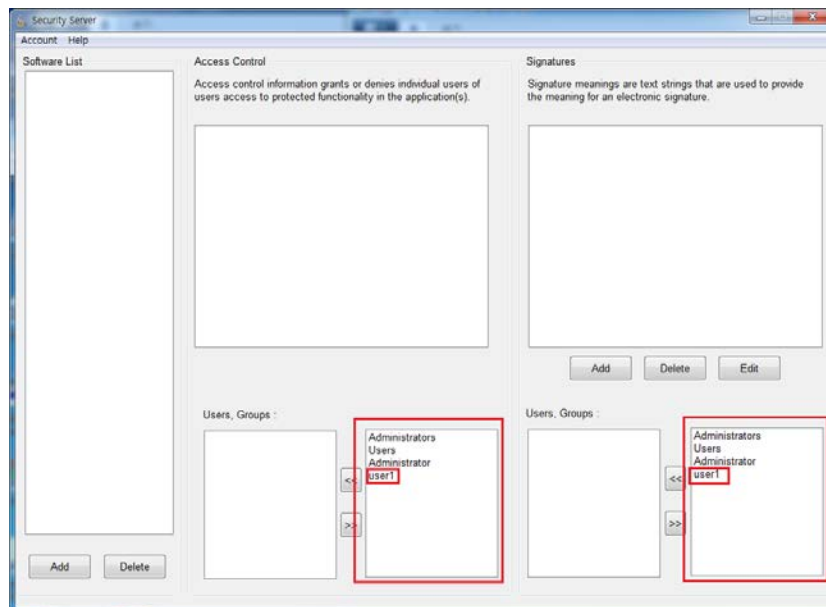 Security Server
Account Help
Software List
Add
Delete
Access Control
Access control information grants or denies individual users of
users access to protected functionality in the application(s).
Users, Groups :
<<
>>
Administrators
Users
Administrator
user1
Signatures
Signature meanings are text strings that are used to provide
the meaning for an electronic signature.
Add
Delete
Edit
Users, Groups :
<<
>>
Administrators
Users
Administrator
user1